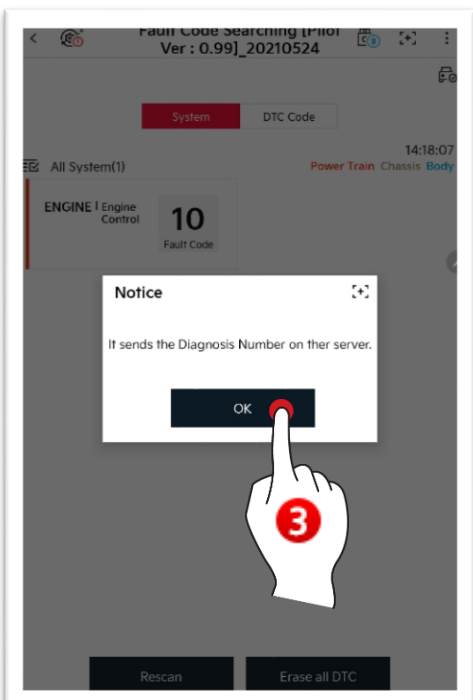 Fault Code Searching [Pilot
Ver : 0.99]_20210524
System
DTC Code
14:18:07
All System(1)
Power Train Chassis Body
ENGINE | Engine
Control
10
Fault Code
Notice
It sends the Diagnosis Number on ther server.
OK
3
Rescan
Erase all DTC